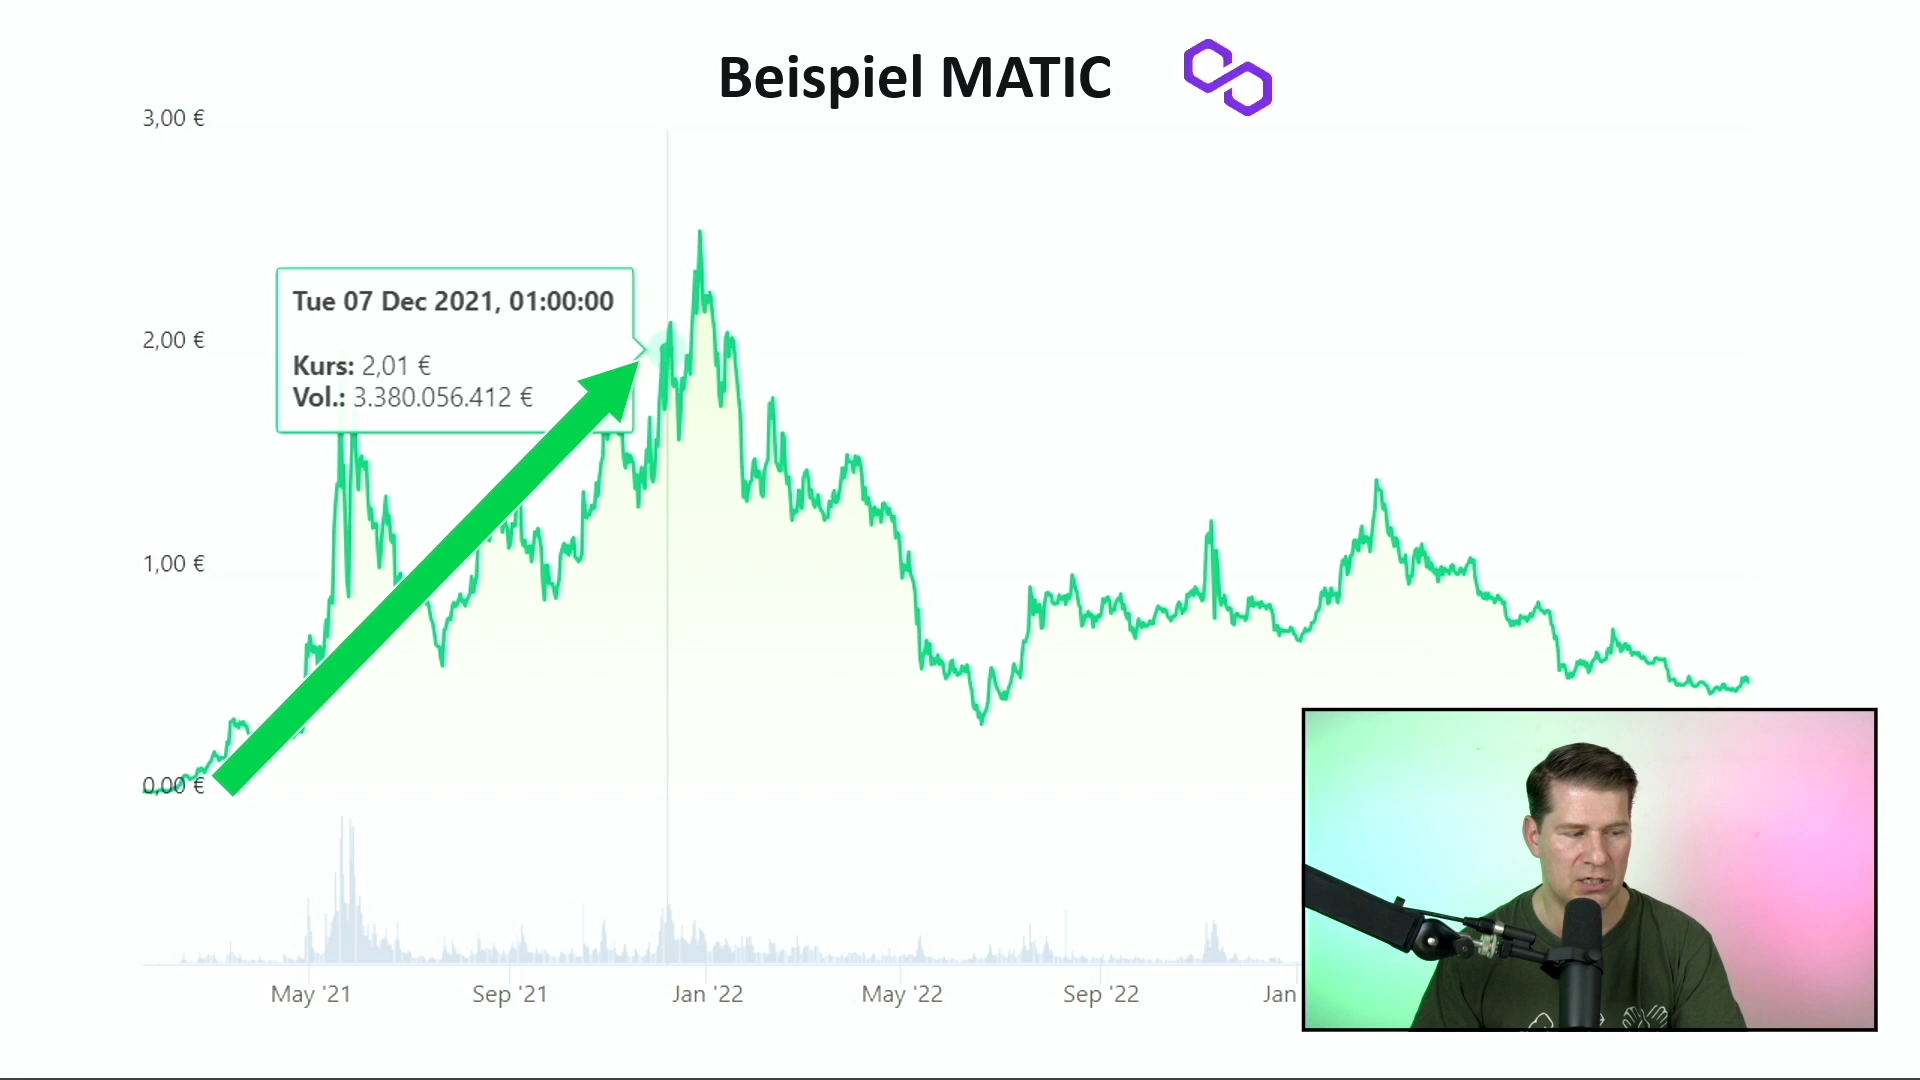 Beispiel MATIC
3,00 €
2,00 €
1,00 €
0,00 €
Tue 07 Dec 2021, 01:00:00
Kurs: 2,01 €
Vol.: 3.380.056.412 €
May '21
Sep '21
Jan '22
May '22
Sep '22
Jan